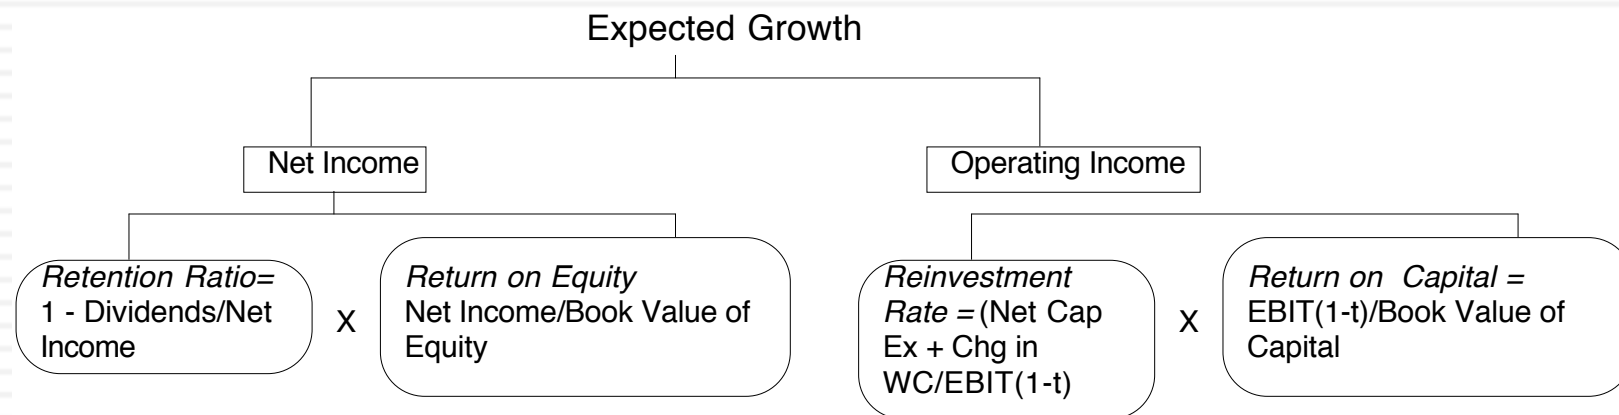 Expected Growth
Net Income
Operating Income
Retention Ratio=
1 - Dividends/Net
Income
X
Return on Equity
Net Income/Book Value of
Equity
Reinvestment
Rate = (Net Cap
Ex + Chg in
WC/EBIT(1-t)
X
Return on  Capital =
EBIT(1-t)/Book Value of
Capital